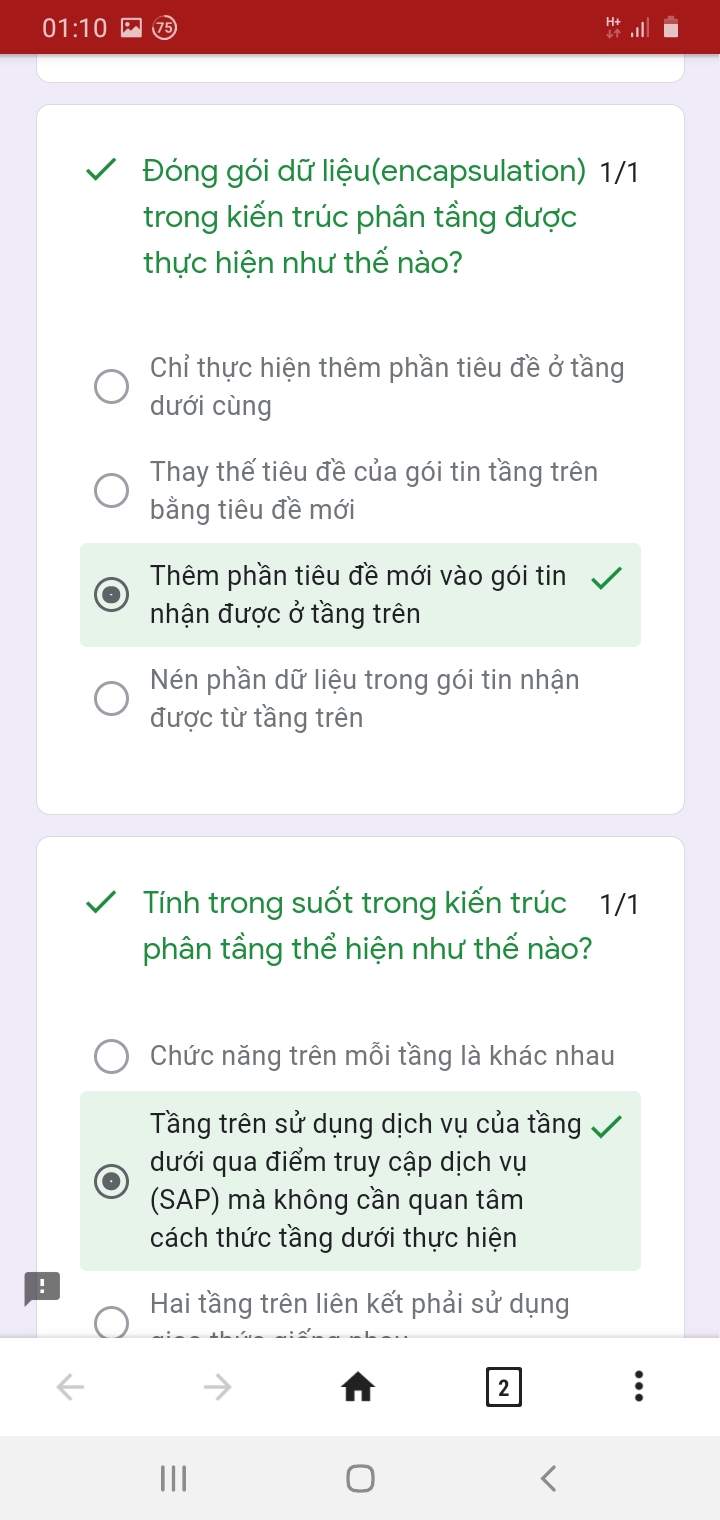 01:10 75 H+
Đóng gói dữ liệu(encapsulation) 1/1
trong kiến trúc phân tầng được
thực hiện như thế nào?
Chỉ thực hiện thêm phần tiêu đề ở tầng
dưới cùng
Thay thế tiêu đề của gói tin tầng trên
bằng tiêu đề mới
Thêm phần tiêu đề mới vào gói tin
nhận được ở tầng trên
Nén phần dữ liệu trong gói tin nhận
được từ tầng trên
Tính trong suốt trong kiến trúc 1/1
phân tầng thể hiện như thế nào?
Chức năng trên mỗi tầng là khác nhau
Tầng trên sử dụng dịch vụ của tầng
dưới qua điểm truy cập dịch vụ
(SAP) mà không cần quan tâm
cách thức tầng dưới thực hiện
Hai tầng trên liên kết phải sử dụng
2